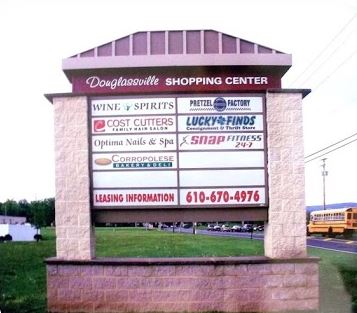 Douglassville SHOPPING CENTER
WINE & SPIRITS
PRETZEL FACTORY
COST CUTTERS
FAMILY HAIR SALON
LUCKY FINDS
Consignment & Thrift Store
Optima Nails & Spa
SNAP FITNESS
24-7
CORROPOLESE
BAKERY & DELI
LEASING INFORMATION 610-670-4976